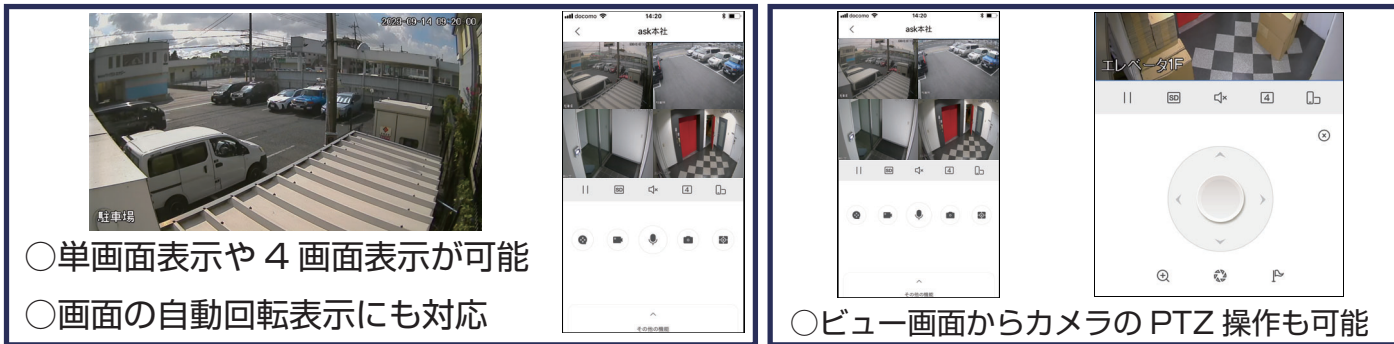 2023-09-14 09:20:00
駐車場
○単画面表示や 4 画面表示が可能
○画面の自動回転表示にも対応
docomo 14:20
ask本社
SD 4
その他の機能
docomo 14:20
ask本社
SD 4
その他の機能
エレベータ1F
SD 4
○ビュー画面からカメラの PTZ 操作も可能